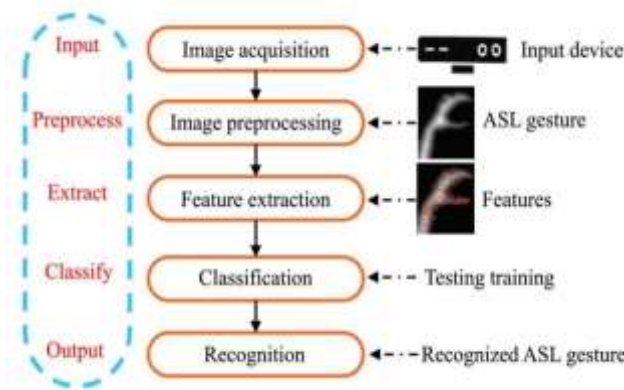 Input
Image acquisition
Input device
Preprocess
Image preprocessing
ASL gesture
Extract
Feature extraction
Features
Classify
Classification
Testing training
Output
Recognition
Recognized ASL gesture